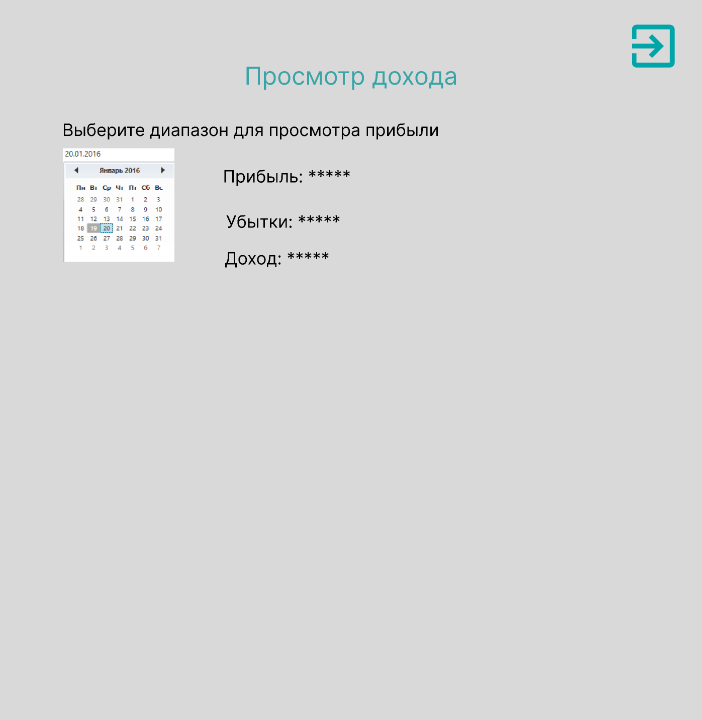 Просмотр дохода
Выберите диапазон для просмотра прибыли
20.01.2016
Январь 2016
Пн Вт Ср Чт Пт Сб Вс
28 29 30 31 1 2 3
4 5 6 7 8 9 10
11 12 13 14 15 16 17
18 19 20 21 22 23 24
25 26 27 28 29 30 31
1 2 3 4 5 6 7
Прибыль: *****
Убытки: *****
Доход: *****